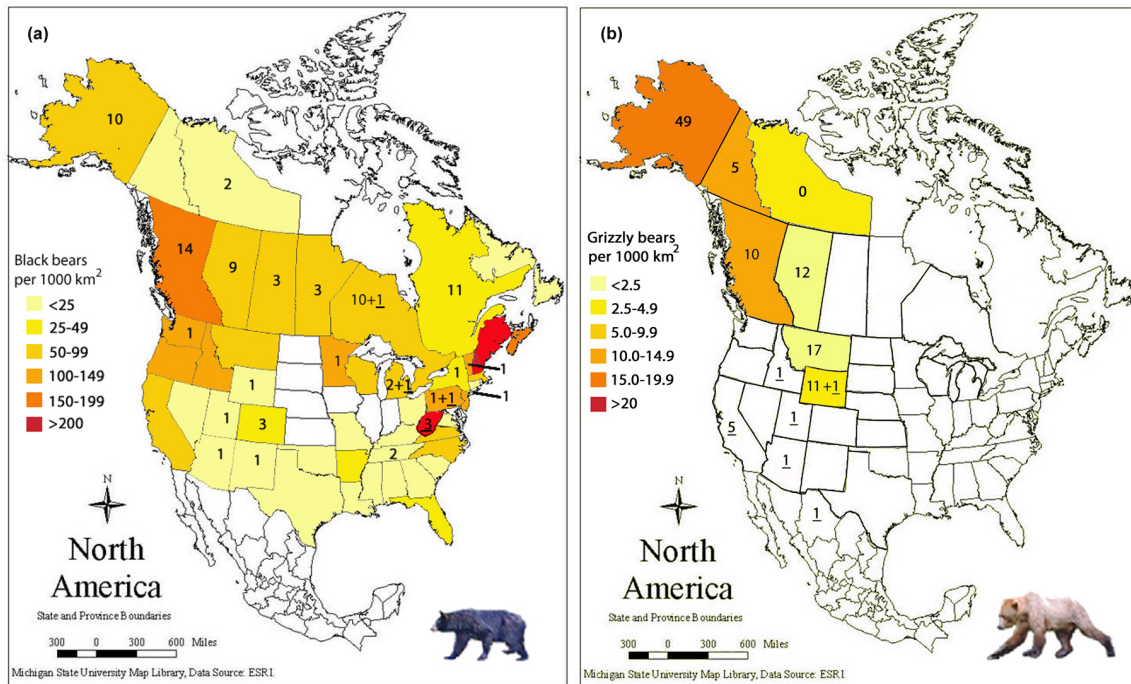 (a)
10
2
14
9
3
3
10+1
11
Black bears
per 1000 km2
<25
25-49
50-99
100-149
150-199
>200
1
1
1
2+1
1
1
1
1+1
3
1
3
2
1
1
N
North
America
State and Province Boundaries
300 0 300 600 Miles
Michigan State University Map Library, Data Source: ESRI.
(b)
49
5
0
10
12
Grizzly bears
per 1000 km2
<2.5
2.5-4.9
5.0-9.9
10.0-14.9
15.0-19.9
>20
17
1
11 +1
5
1
1
1
N
North
America
State and Province Boundaries
300 0 300 600 Miles
Michigan State University Map Library, Data Source: ESRI.